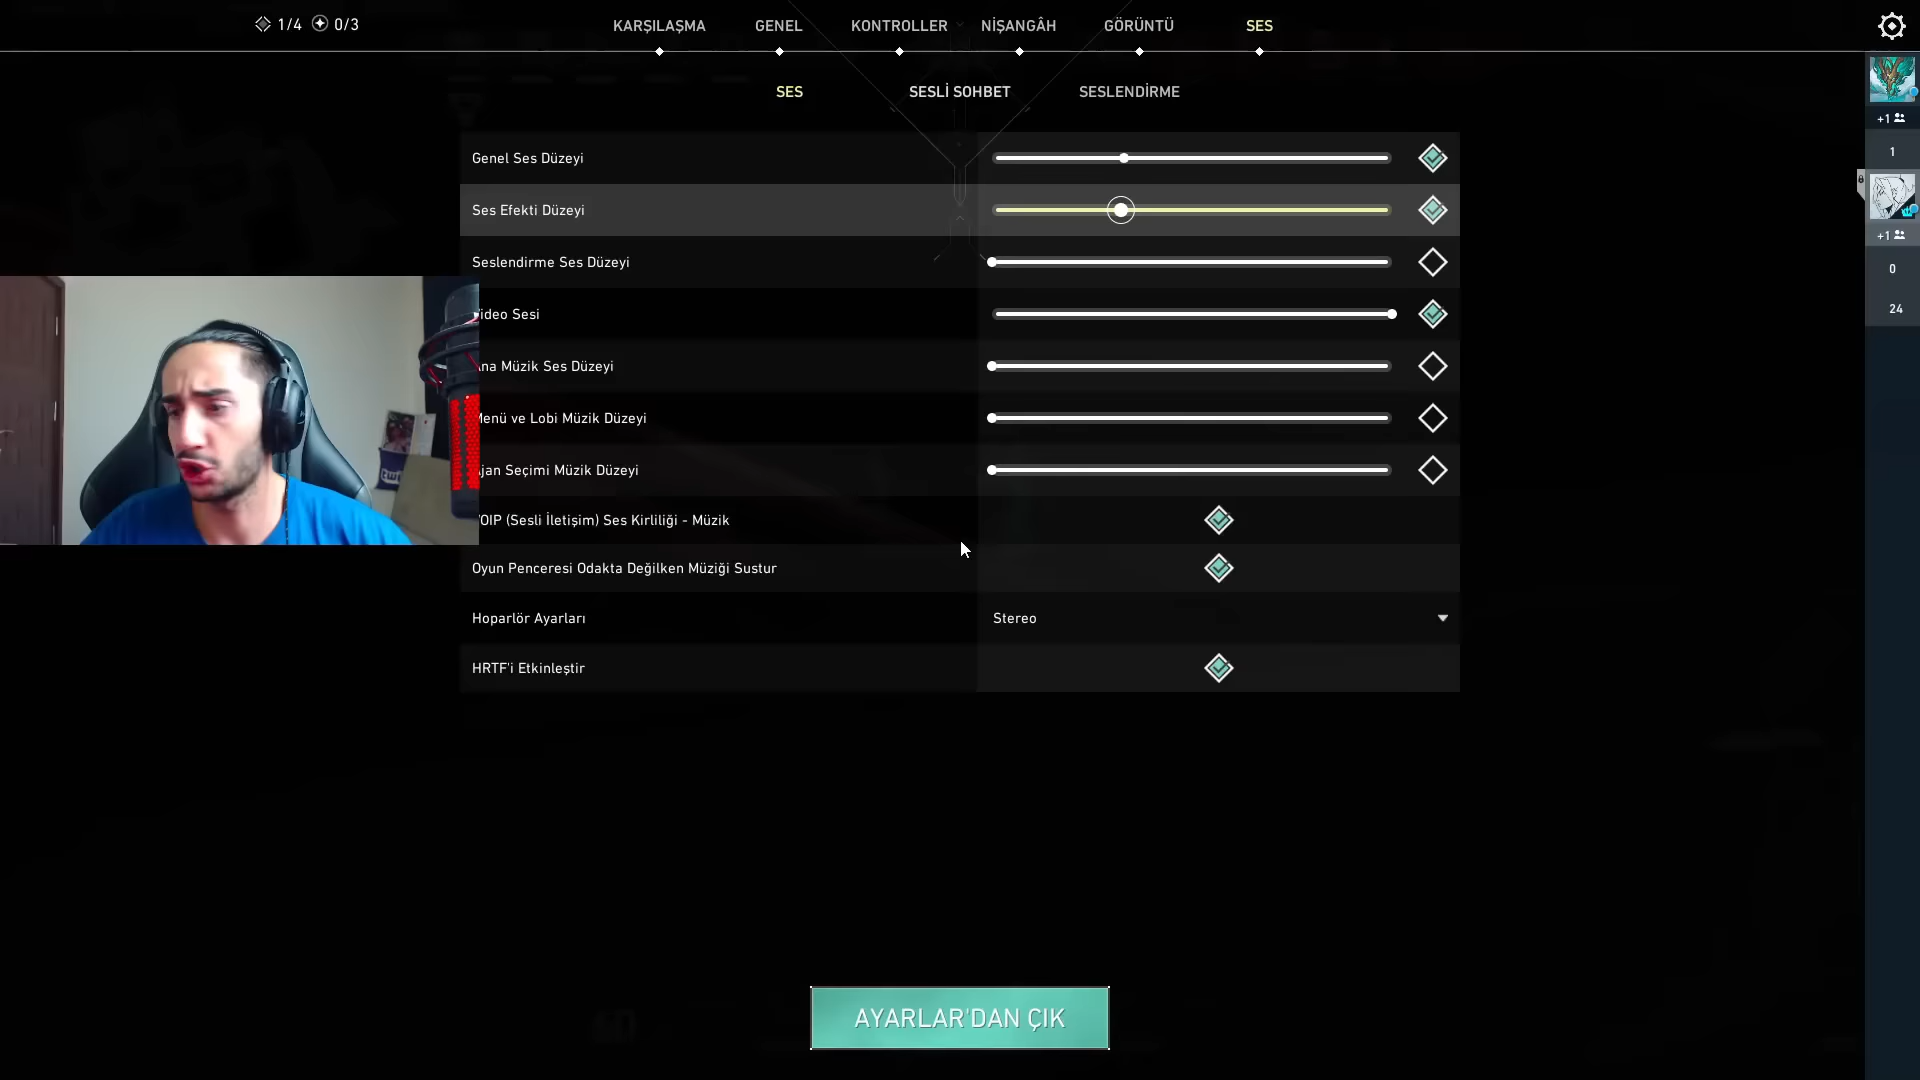 1/4 0/3
KARŞILAŞMA GENEL KONTROLLER NİŞANGÂH GÖRÜNTÜ SES
SES SESLİ SOHBET SESLENDİRME
+1
1
+1
0
24
Genel Ses Düzeyi
Ses Efekti Düzeyi
Seslendirme Ses Düzeyi
ideo Sesi
Ana Müzik Ses Düzeyi
Menü ve Lobi Müzik Düzeyi
jan Seçimi Müzik Düzeyi
OIP (Sesli İletişim) Ses Kirliliği - Müzik
Oyun Penceresi Odakta Değilken Müziği Sustur
Hoparlör Ayarları Stereo
HRTF'i Etkinleştir
AYARLAR'DAN ÇIK